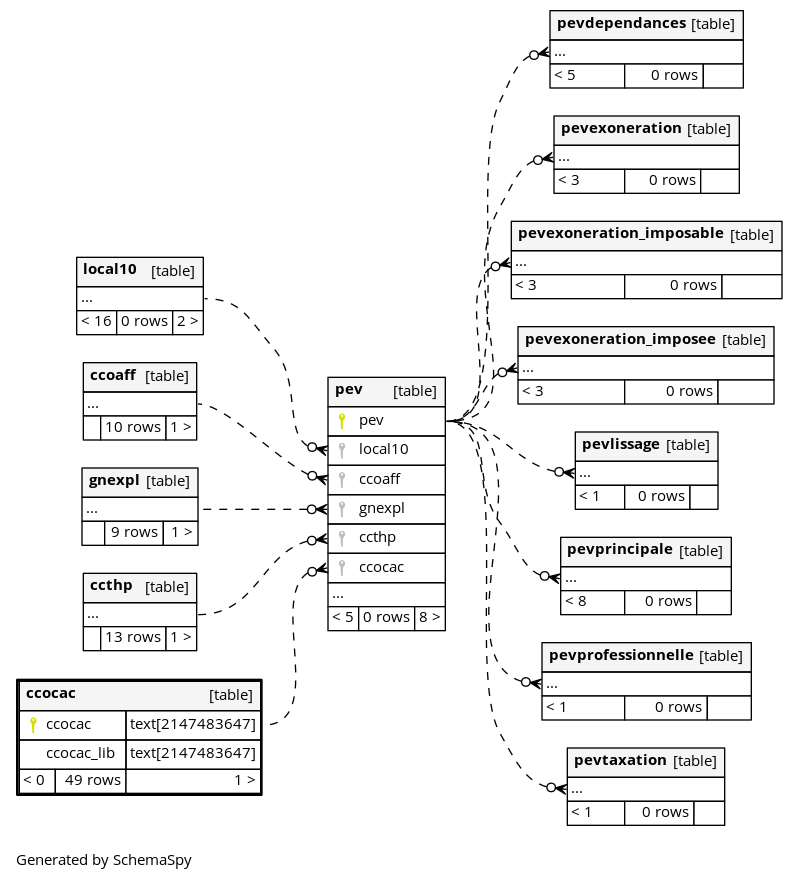 pevdependances [table]
...
< 5 0 rows
pevexoneration [table]
...
< 3 0 rows
pevexoneration_imposable [table]
...
< 3 0 rows
local10 [table]
...
< 16 0 rows 2 >
pevexoneration_imposee [table]
...
< 3 0 rows
ccoaff [table]
...
10 rows 1 >
pev [table]
pev
local10
ccoaff
gnexpl
ccthp
ccocac
...
< 5 0 rows 8 >
pevlissage [table]
...
< 1 0 rows
gnexpl [table]
...
9 rows 1 >
pevprincipale [table]
...
< 8 0 rows
ccthp [table]
...
13 rows 1 >
pevprofessionnelle [table]
...
< 1 0 rows
ccocac [table]
ccocac text[2147483647]
ccocac_lib text[2147483647]
< 0 49 rows 1 >
pevtaxation [table]
...
< 1 0 rows
Generated by SchemaSpy